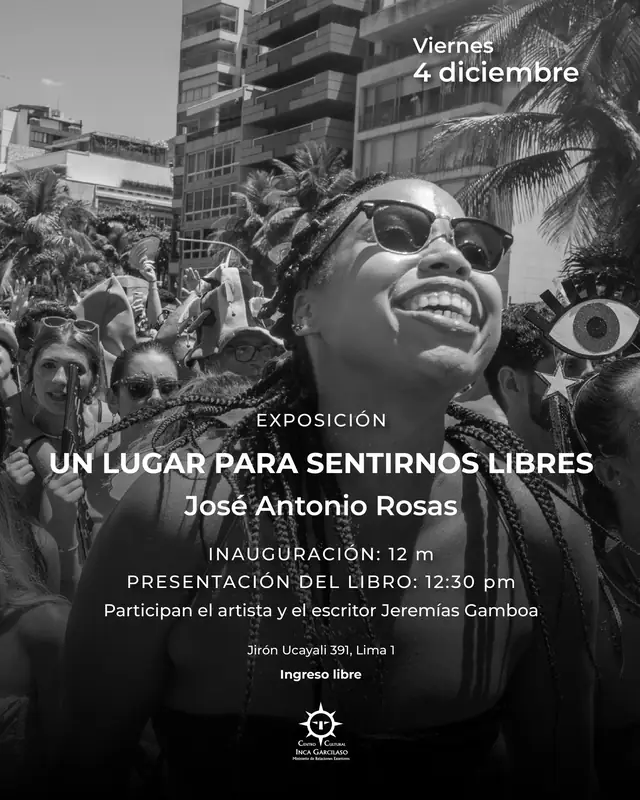 Viernes
4 diciembre
EXPOSICIÓN
UN LUGAR PARA SENTIRNOS LIBRES
José Antonio Rosas
INAUGURACIÓN: 12 m
PRESENTACIÓN DEL LIBRO: 12:30 pm
Participan el artista y el escritor Jeremías Gamboa
Jirón Ucayali 391, Lima 1
Ingreso libre
CENTRO CULTURAL
INCA GARCILASO
Ministerio de Relaciones Exteriores